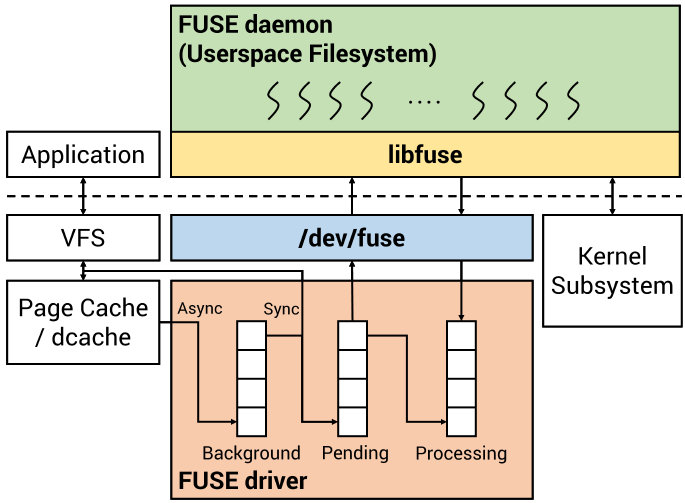 FUSE daemon
(Userspace Filesystem)
....
Application
libfuse
VFS
/dev/fuse
Kernel
Subsystem
Page Cache
/ dcache
Async
Sync
Background
Pending
Processing
FUSE driver